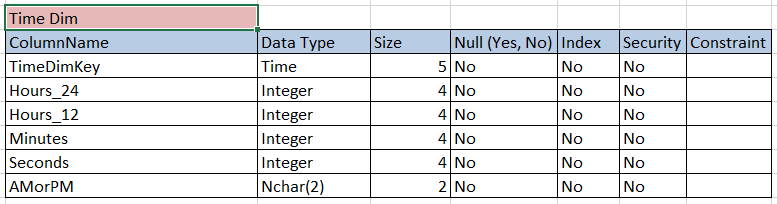 Time Dim
ColumnName Data Type Size Null (Yes, No) Index Security Constraint
TimeDimKey Time 5 No No No
Hours_24 Integer 4 No No No
Hours_12 Integer 4 No No No
Minutes Integer 4 No No No
Seconds Integer 4 No No No
AMorPM Nchar(2) 2 No No No